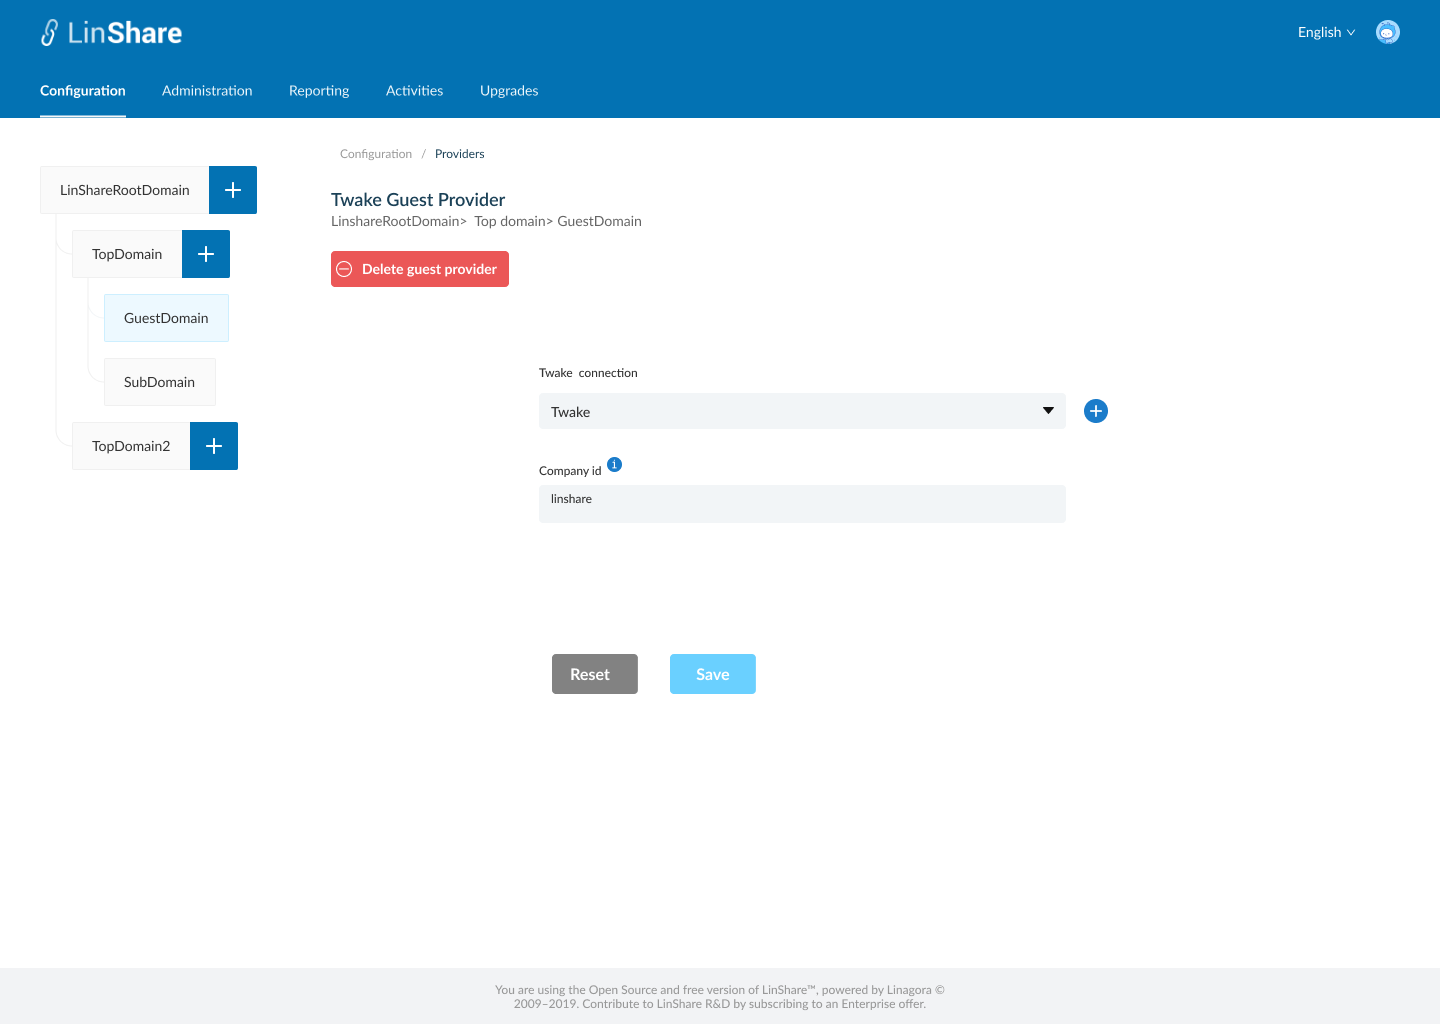 LinShare
English
Configuration
Administration
Reporting
Activities
Upgrades
Configuration / Providers
LinShareRootDomain
TopDomain
GuestDomain
SubDomain
TopDomain2
Twake Guest Provider
LinshareRootDomain> Top domain> GuestDomain
Delete guest provider
Twake connection
Twake
Company id
linshare
Reset
Save
You are using the Open Source and free version of LinShare™, powered by Linagora ©
2009–2019. Contribute to LinShare R&D by subscribing to an Enterprise offer.